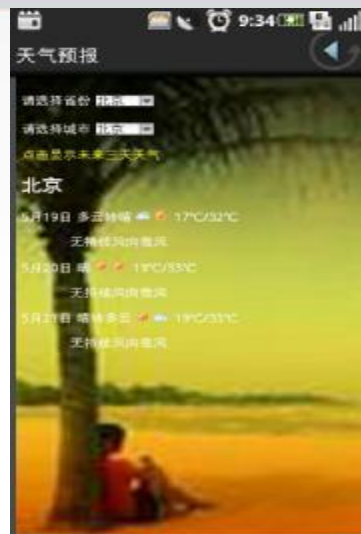 9:34
天气预报
请选择省份 北京
请选择城市 北京
点击显示未来三天天气
北京
5月19日 多云转晴 17℃/32℃
无持续风向微风
5月20日 晴 19℃/33℃
无持续风向微风
5月21日 晴转多云 19℃/33℃
无持续风向微风